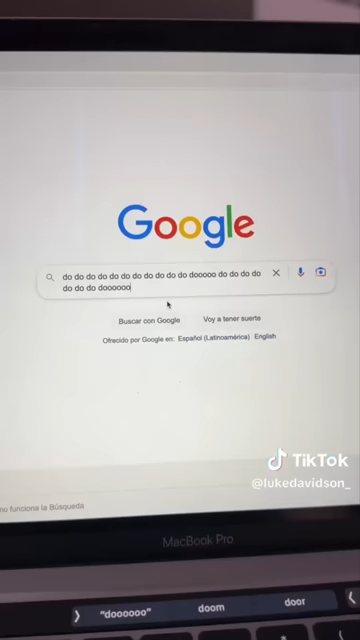 Google
do do do do do do do do do do do dooooo do do do do
do do do doooooo
Buscar con Google
Voy a tener suerte
Ofrecido por Google en: Español (Latinoamérica) English
TikTok
@lukedavidson_
mo funciona la Búsqueda
MacBook Pro
"doooooo"
doom
door